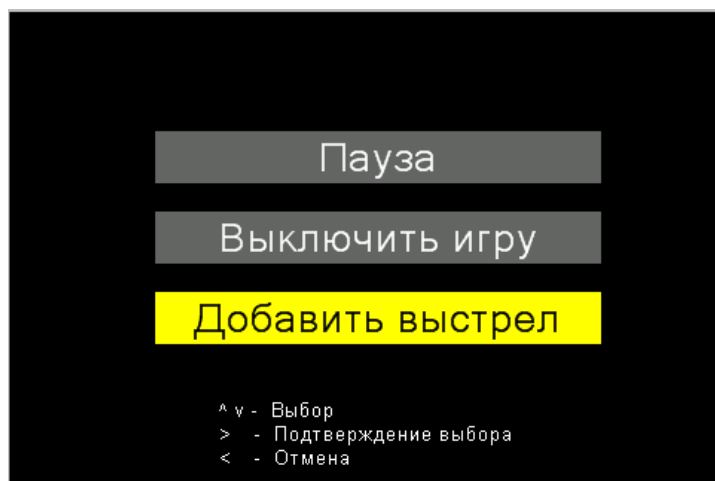 Пауза
Выключить игру
Добавить выстрел
^ v - Выбор
> - Подтверждение выбора
< - Отмена